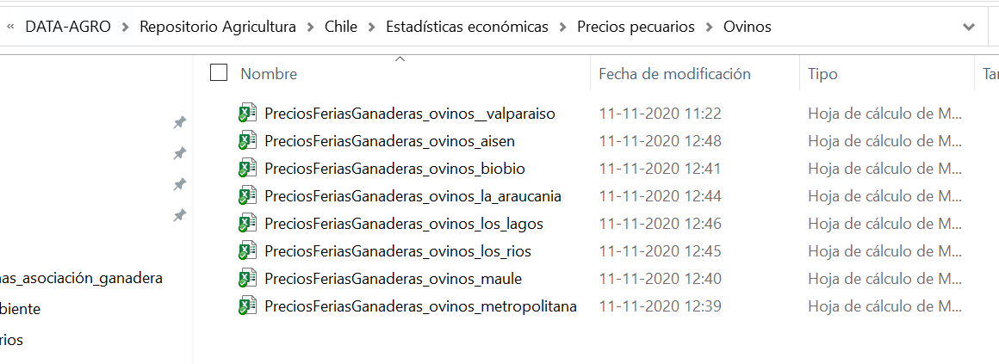 « DATA-AGRO > Repositorio Agricultura > Chile > Estadísticas económicas > Precios pecuarios > Ovinos
Nombre Fecha de modificación Tipo Ta
PreciosFeriasGanaderas_ovinos__valparaiso 11-11-2020 11:22 Hoja de cálculo de M...
PreciosFeriasGanaderas_ovinos_aisen 11-11-2020 12:48 Hoja de cálculo de M...
PreciosFeriasGanaderas_ovinos_biobio 11-11-2020 12:41 Hoja de cálculo de M...
PreciosFeriasGanaderas_ovinos_la_araucania 11-11-2020 12:44 Hoja de cálculo de M...
PreciosFeriasGanaderas_ovinos_los_lagos 11-11-2020 12:46 Hoja de cálculo de M...
PreciosFeriasGanaderas_ovinos_los_rios 11-11-2020 12:45 Hoja de cálculo de M...
PreciosFeriasGanaderas_ovinos_maule 11-11-2020 12:40 Hoja de cálculo de M...
PreciosFeriasGanaderas_ovinos_metropolitana 11-11-2020 12:39 Hoja de cálculo de M...
as_asociación_ganadera
biente
rios